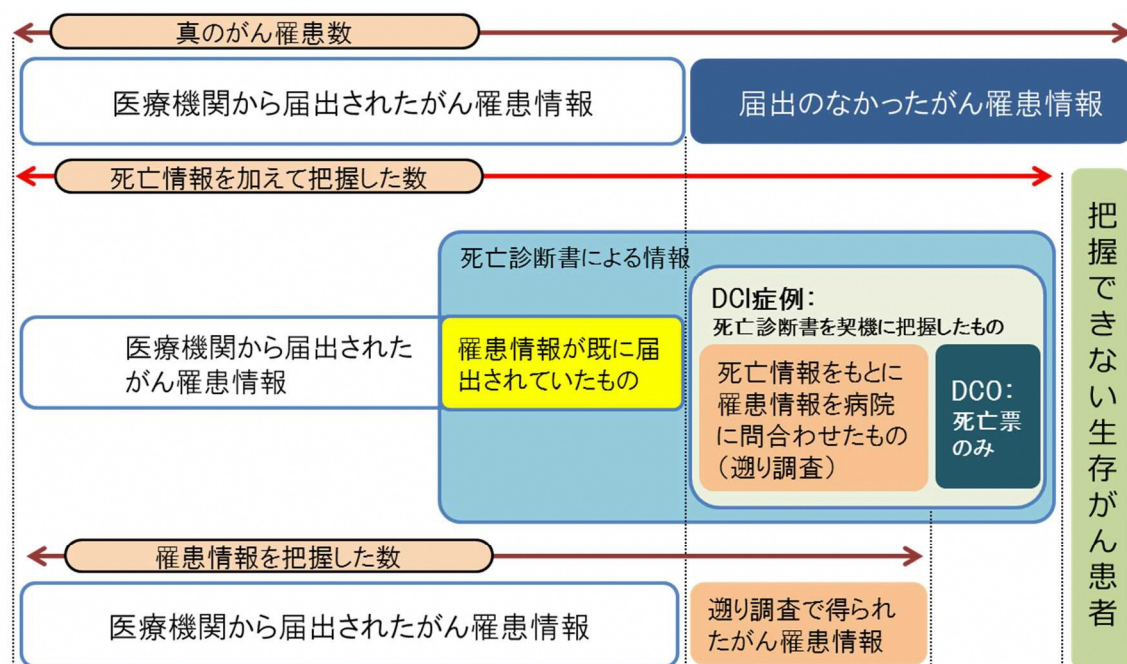 真のがん罹患数
医療機関から届出されたがん罹患情報
届出のなかったがん罹患情報
死亡情報を加えて把握した数
死亡診断書による情報
DCI症例：
死亡診断書を契機に把握したもの
医療機関から届出された
がん罹患情報
罹患情報が既に届
出されていたもの
死亡情報をもとに
罹患情報を病院
に問合わせたもの
（遡り調査）
DCO：
死亡票
のみ
把握できない生存がん患者
罹患情報を把握した数
医療機関から届出されたがん罹患情報
遡り調査で得られ
たがん罹患情報